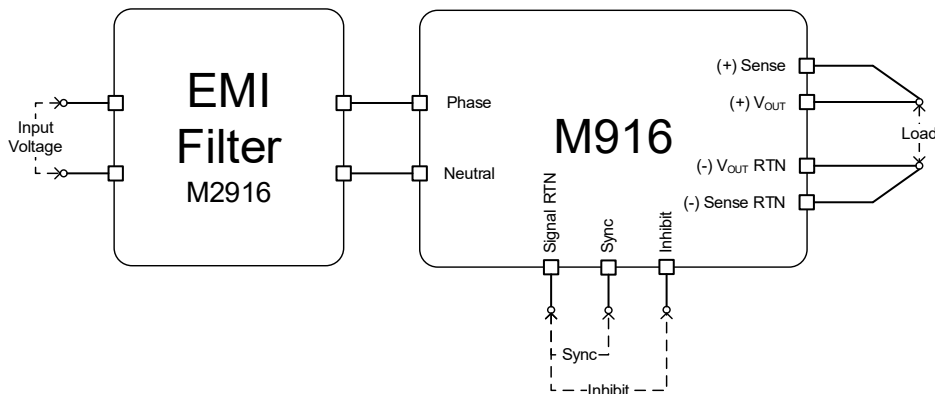 EMI
Filter
M2916
Input
Voltage
Phase
Neutral
M916
(+) Sense
(+) VOUT
(-) VOUT RTN
(-) Sense RTN
Load
Signal RTN
Sync
Inhibit
Sync
Inhibit